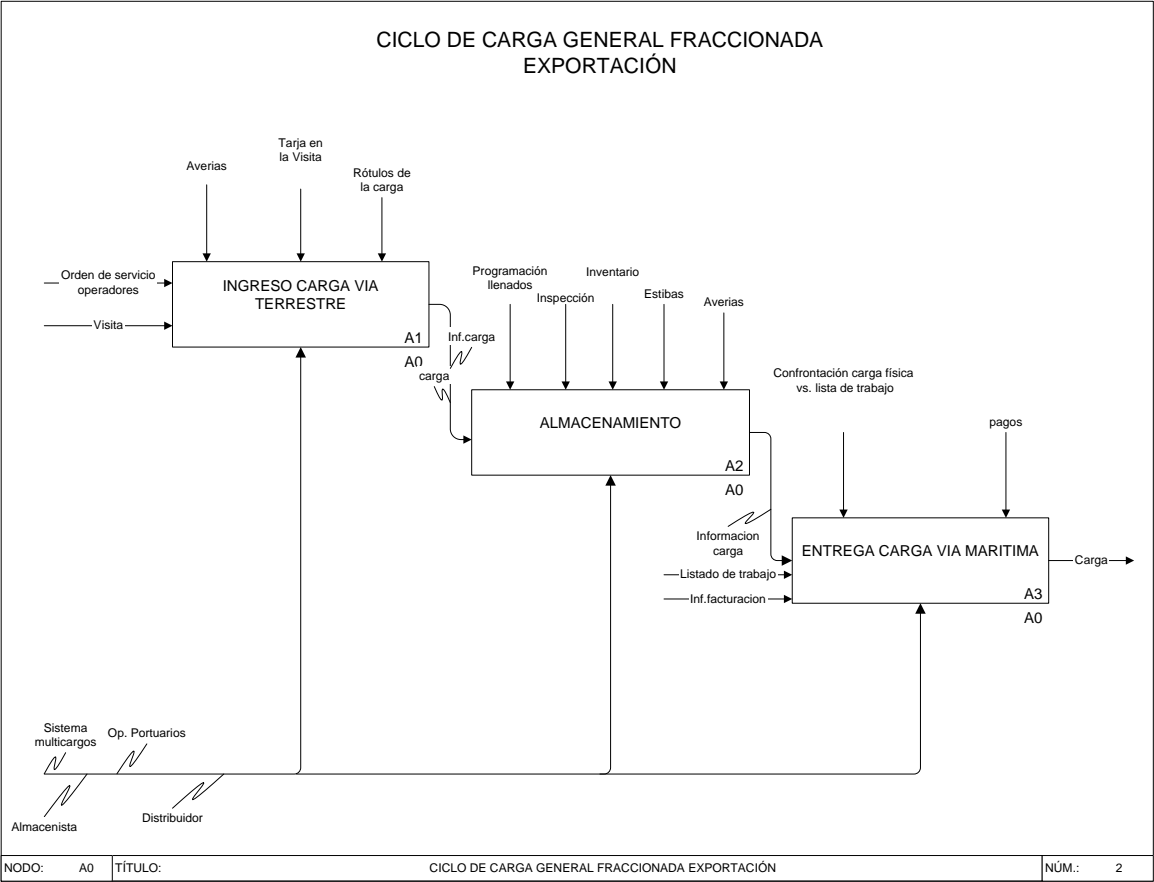 CICLO DE CARGA GENERAL FRACCIONADA
EXPORTACIÓN
Averias
Tarja en
la Visita
Rótulos de
la carga
Orden de servicio
operadores
Visita
INGRESO CARGA VIA
TERRESTRE
A1
A0
Inf.carga
carga
Programación
llenados
Inspección
Inventario
Estibas
Averias
ALMACENAMIENTO
A2
A0
Confrontación carga física
vs. lista de trabajo
pagos
Informacion
carga
Listado de trabajo
Inf.facturacion
ENTREGA CARGA VIA MARITIMA
A3
A0
Carga
Sistema
multicargos
Op. Portuarios
Almacenista
Distribuidor
NODO: A0 TÍTULO: CICLO DE CARGA GENERAL FRACCIONADA EXPORTACIÓN NÚM.: 2